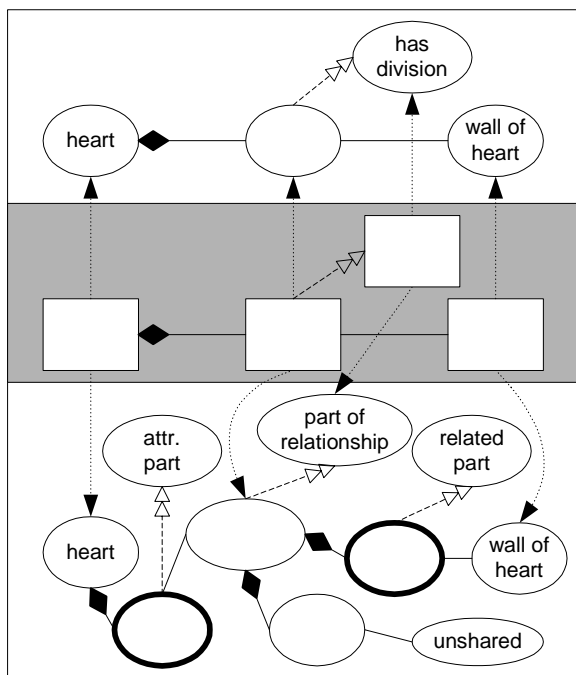 has
division
heart
wall of
heart
attr.
part
part of
relationship
related
part
heart
wall of
heart
unshared